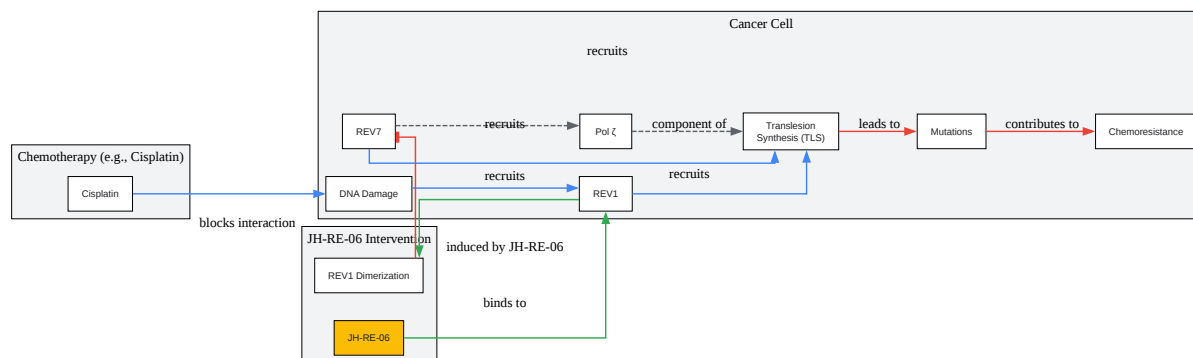 Cancer Cell
recruits
REV7
recruits
Pol ζ
component of
Translesion
Synthesis (TLS)
leads to
Mutations
contributes to
Chemoresistance
Chemotherapy (e.g., Cisplatin)
Cisplatin
DNA Damage
recruits
REV1
recruits
blocks interaction
JH-RE-06 Intervention
induced by JH-RE-06
REV1 Dimerization
binds to
JH-RE-06